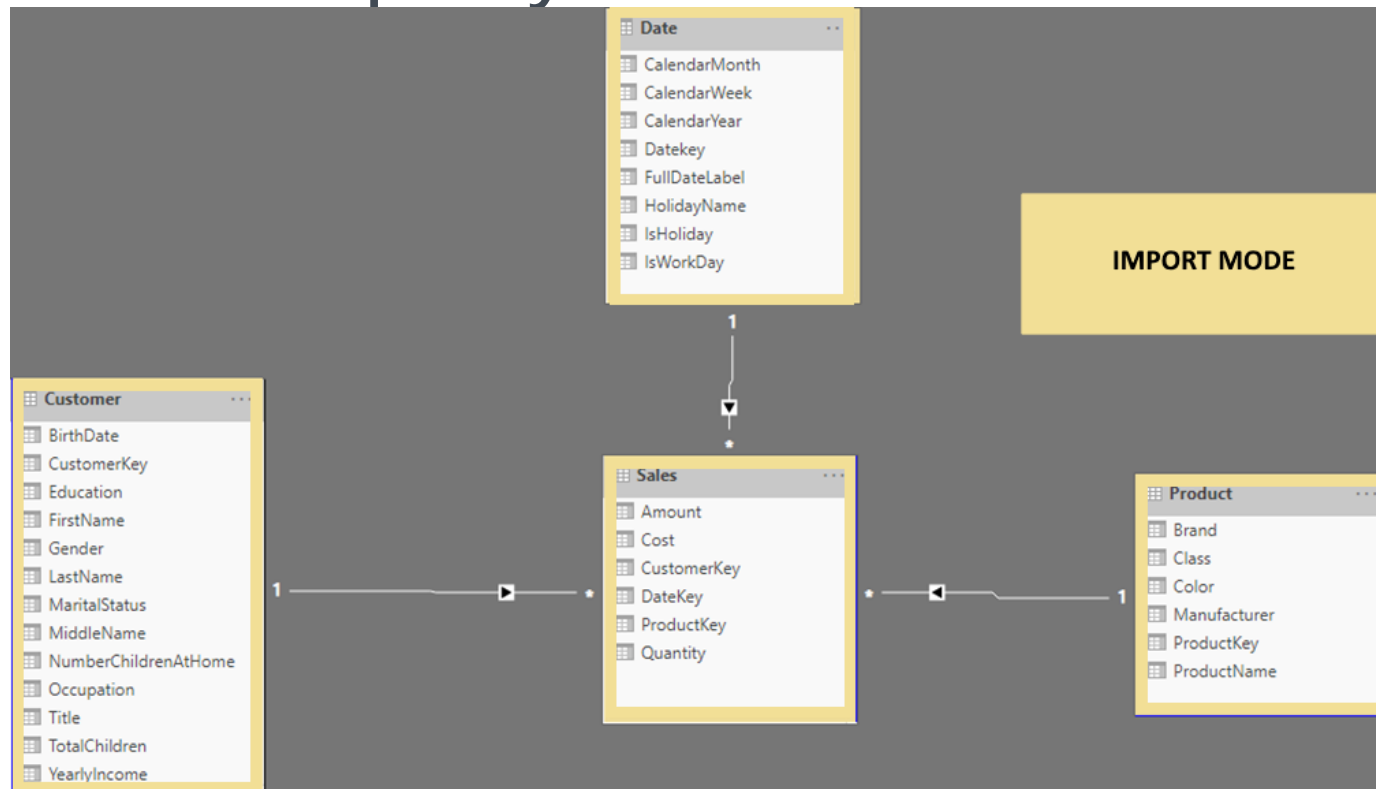 Date
CalendarMonth
CalendarWeek
CalendarYear
Datekey
FullDateLabel
HolidayName
IsHoliday
IsWorkDay
IMPORT MODE
1
*
Customer
BirthDate
CustomerKey
Education
FirstName
Gender
LastName
MaritalStatus
MiddleName
NumberChildrenAtHome
Occupation
Title
TotalChildren
YearlyIncome
1
*
Sales
Amount
Cost
CustomerKey
DateKey
ProductKey
Quantity
*
1
Product
Brand
Class
Color
Manufacturer
ProductKey
ProductName